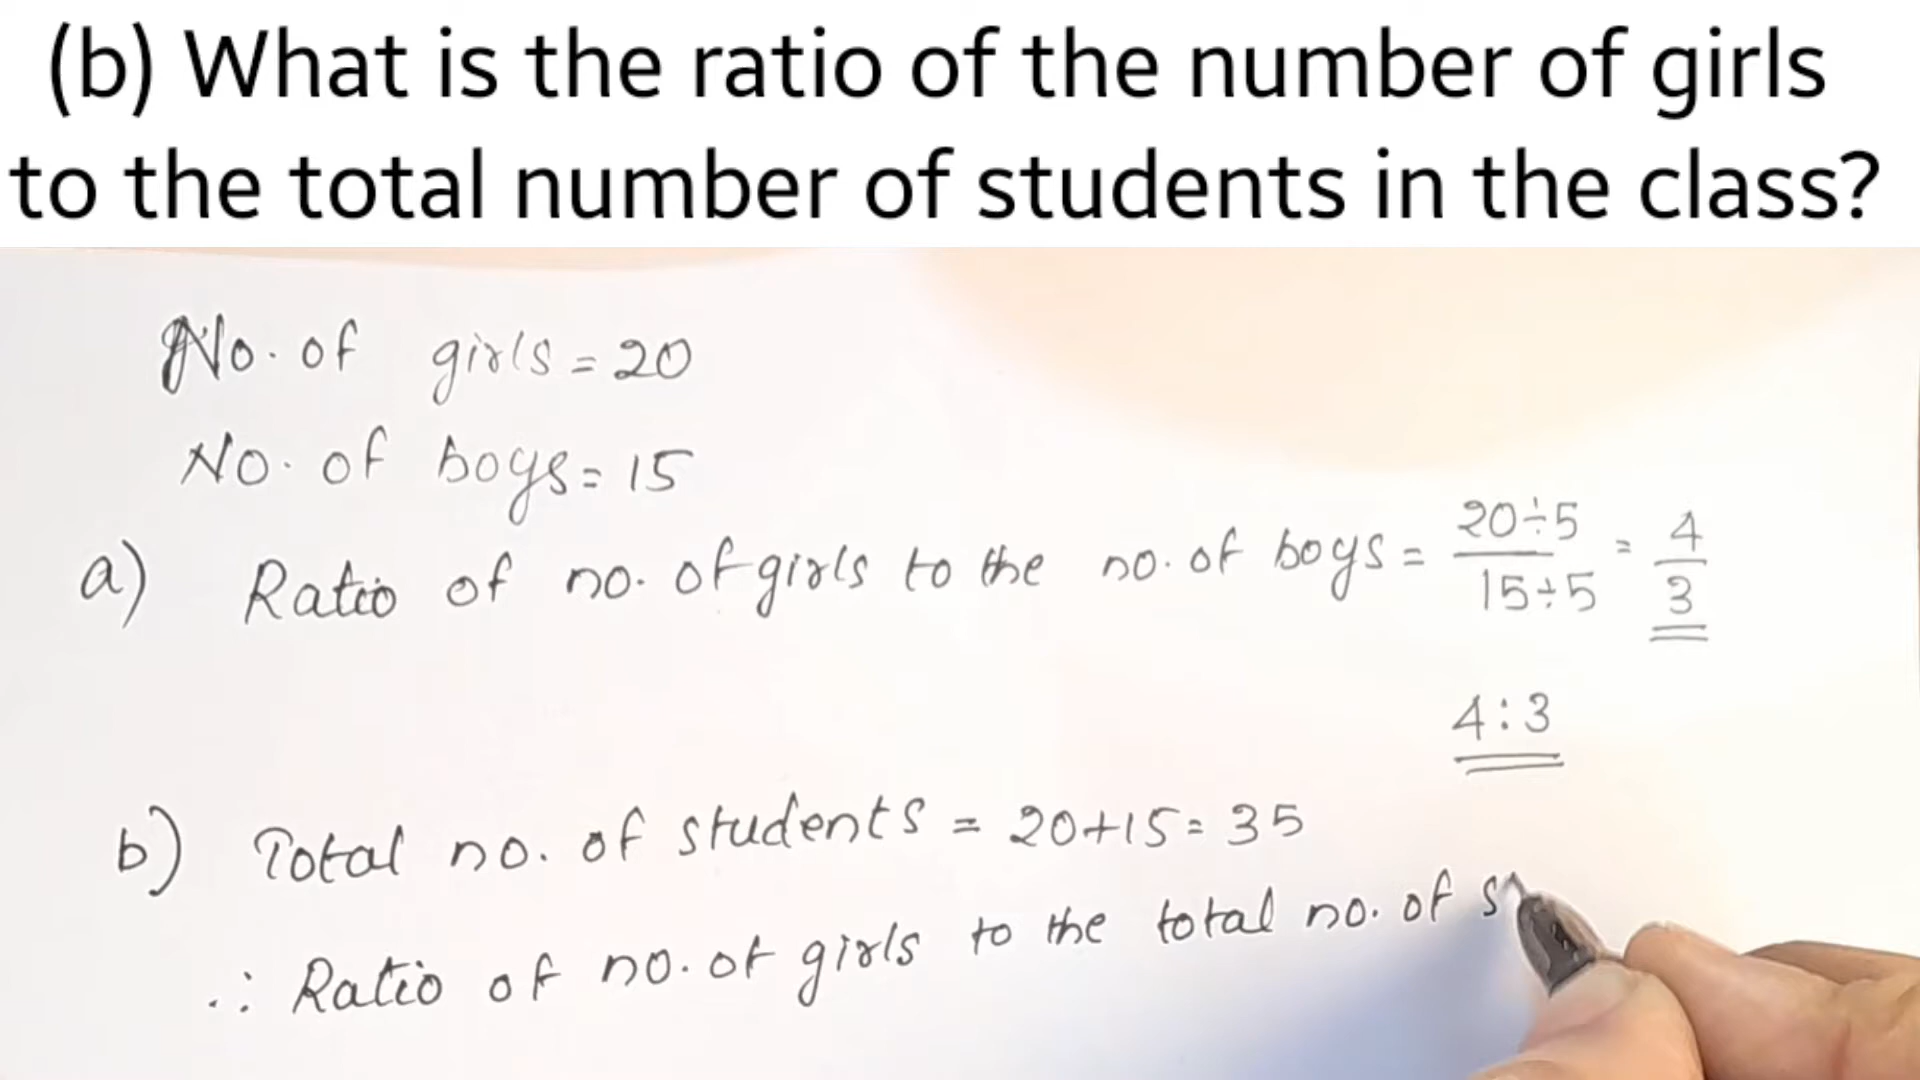 (b) What is the ratio of the number of girls
to the total number of students in the class?
No. of girls = 20
No. of boys = 15
a) Ratio of no. of girls to the no. of boys = 20÷5 / 15÷5 = 4/3
4:3
b) Total no. of students = 20+15 = 35
∴ Ratio of no. of girls to the total no. of s